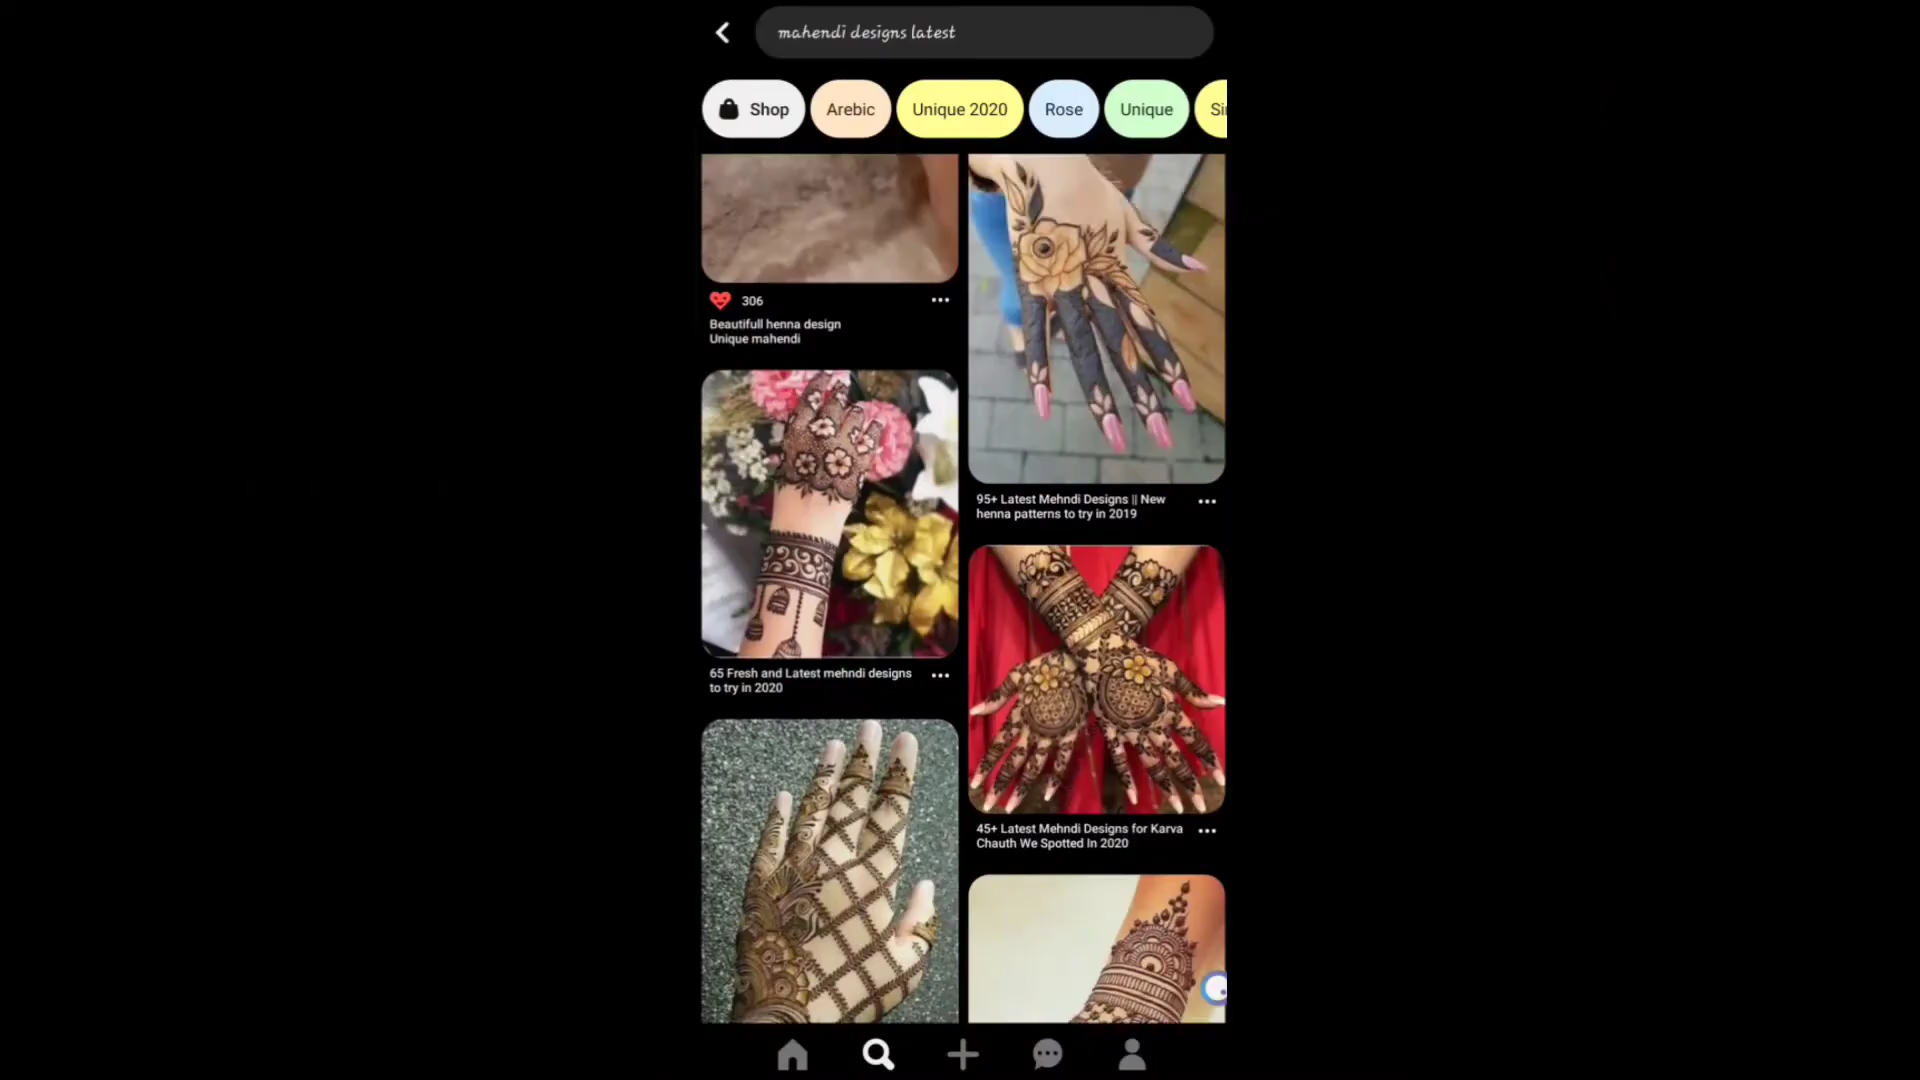 mahendi designs latest
Shop
Arebic
Unique 2020
Rose
Unique
306
Beautifull henna design
Unique mahendi
95+ Latest Mehndi Designs || New
henna patterns to try in 2019
65 Fresh and Latest mehndi designs
to try in 2020
45+ Latest Mehndi Designs for Karva
Chauth We Spotted In 2020